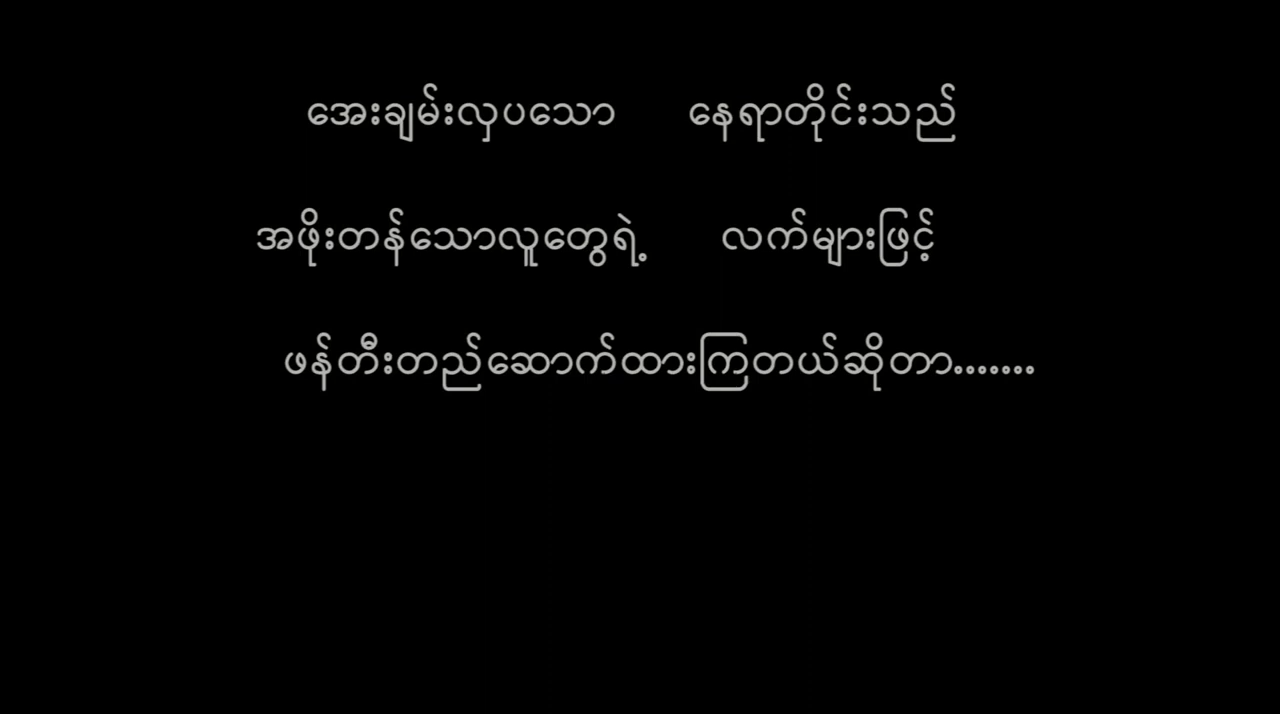 အေးချမ်းလှပသော နေရာတိုင်းသည်
အဖိုးတန်သောလူတွေရဲ့ လက်များဖြင့်
ဖန်တီးတည်ဆောက်ထားကြတယ်ဆိုတာ.......